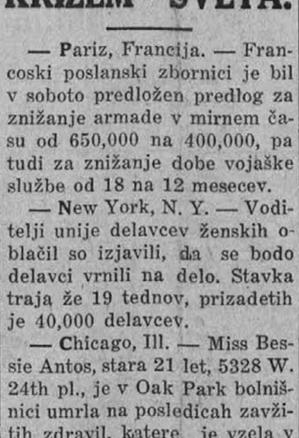 KRIŽEM SVETA.
— Pariz, Francija. — Fran-
coski poslanski zbornici je bil
v soboto predložen predlog za
znižanje armade v mirnem ča-
su od 650,000 na 400,000, pa
tudi za znižanje dobe vojaške
službe od 18 na 12 mesecev.
— New York, N. Y. — Vodi-
telji unije delavcev ženskih o-
blačil so izjavili, da se bodo
delavci vrnili na delo. Stavka
traja že 19 tednov, prizadetih
je 40,000 delavcev.
— Chicago, Ill. — Miss Bes-
sie Antos, stara 21 let, 5328 W.
24th pl., je v Oak Park bolniš-
nici umrla na posledicah zavži-
tih zdravil, katere je vzela v